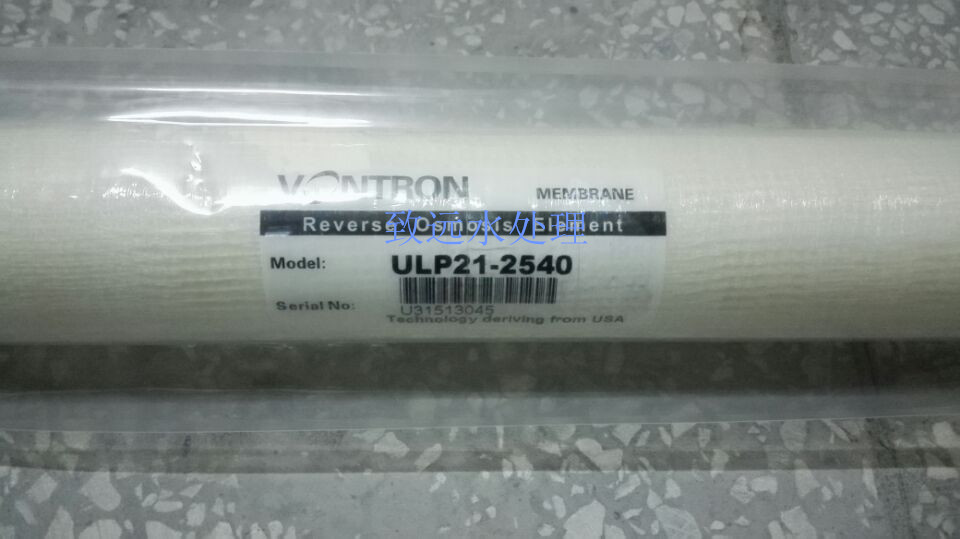 VONTRON MEMBRANE
Reverse Osmosis Element
致远水处理
Model: ULP21-2540
Serial No: U31513045
Technology deriving from USA